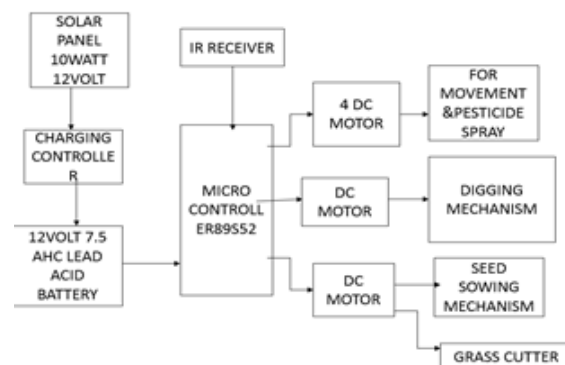 SOLAR
PANEL
10WATT
12VOLT
IR RECEIVER
4 DC
MOTOR
FOR
MOVEMENT
&PESTICIDE
SPRAY
CHARGING
CONTROLLE
R
MICRO
CONTROLL
ER89S52
DC
MOTOR
DIGGING
MECHANISM
12VOLT 7.5
AHC LEAD
ACID
BATTERY
DC
MOTOR
SEED
SOWING
MECHANISM
GRASS CUTTER